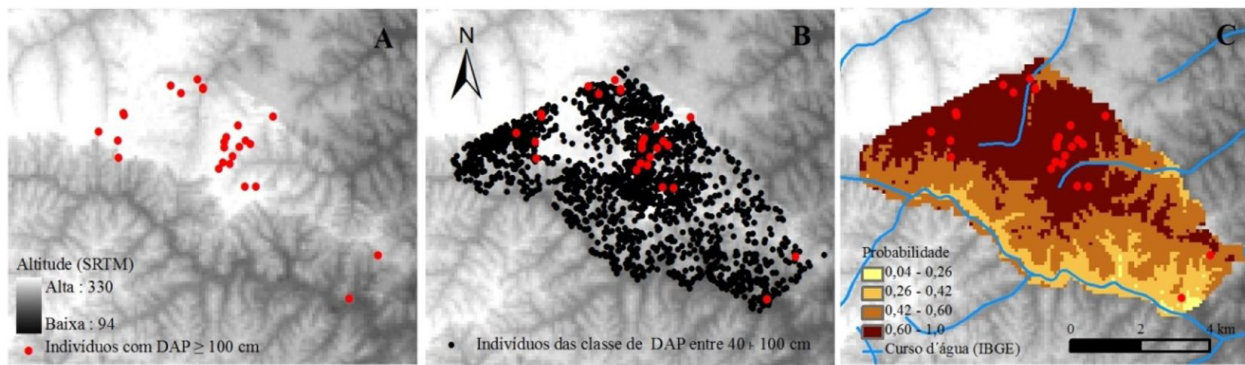 A
Altitude (SRTM)
Alta : 330
Baixa : 94
Indivíduos com DAP ≥ 100 cm
N
B
Indivíduos das classe de DAP entre 40 + 100 cm
C
Probabilidade
0,04 - 0,26
0,26 - 0,42
0,42 - 0,60
0,60 - 1,0
Curso d´água (IBGE)
0 2 4 km